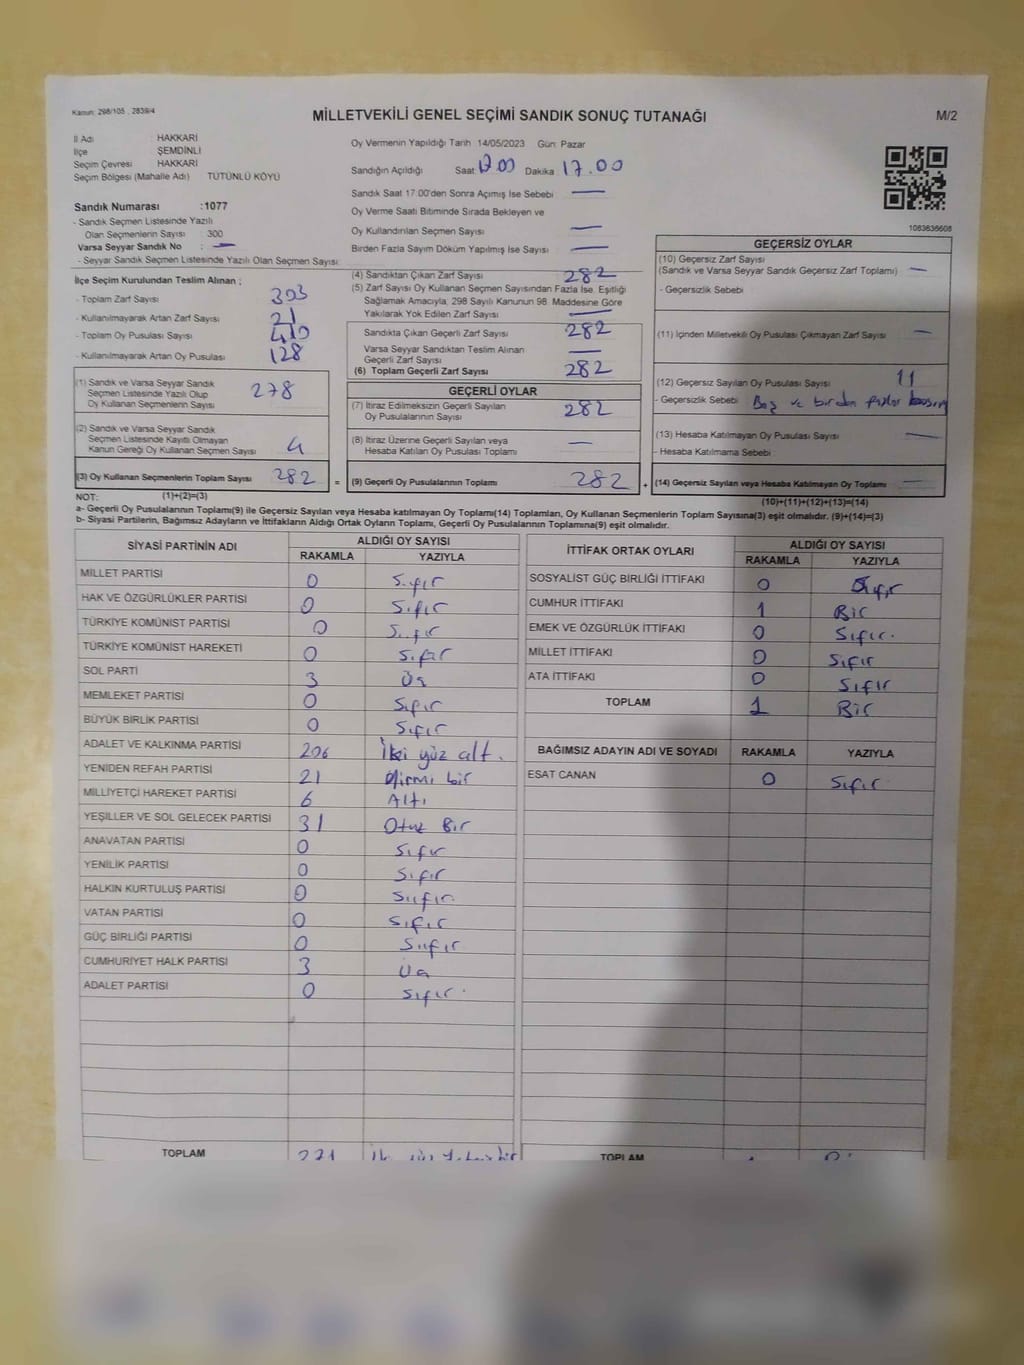 Kanun: 298/105 , 2839/4
MİLLETVEKİLİ GENEL SEÇİMİ SANDIK SONUÇ TUTANAĞI
M/2
İl Adı HAKKARİ
İlçe ŞEMDİNLİ
Seçim Çevresi HAKKARİ
Seçim Bölgesi (Mahalle Adı) TÜTÜNLÜ KÖYÜ
Sandık Numarası :1077
- Sandık Seçmen Listesinde Yazılı
Olan Seçmenlerin Sayısı : 300
Varsa Seyyar Sandık No : —
- Seyyar Sandık Seçmen Listesinde Yazılı Olan Seçmen Sayısı:
Oy Vermenin Yapıldığı Tarih 14/05/2023 Gün: Pazar
Sandığın Açıldığı Saat 17.00 Dakika 17.00
Sandık Saat 17:00'den Sonra Açımış İse Sebebi —
Oy Verme Saati Bitiminde Sırada Bekleyen ve
Oy Kullandırılan Seçmen Sayısı —
Birden Fazla Sayım Döküm Yapılmış İse Sayısı —
1083636608
İlçe Seçim Kurulundan Teslim Alınan ;
- Toplam Zarf Sayısı 303
- Kullanılmayarak Artan Zarf Sayısı 21
- Toplam Oy Pusulası Sayısı 410
- Kullanılmayarak Artan Oy Pusulası 128
(1) Sandık ve Varsa Seyyar Sandık
Seçmen Listesinde Yazılı Olup
Oy Kullanan Seçmenlerin Sayısı 278
(2) Sandık ve Varsa Seyyar Sandık
Seçmen Listesinde Kayıtlı Olmayan
Kanun Gereği Oy Kullanan Seçmen Sayısı 4
(3) Oy Kullanan Seçmenlerin Toplam Sayısı 282 =
(4) Sandıktan Çıkan Zarf Sayısı 282
(5) Zarf Sayısı Oy Kullanan Seçmen Sayısından Fazla İse, Eşitliği
Sağlamak Amacıyla, 298 Sayılı Kanunun 98. Maddesine Göre
Yakılarak Yok Edilen Zarf Sayısı —
Sandıkta Çıkan Geçerli Zarf Sayısı 282
Varsa Seyyar Sandıktan Teslim Alınan
Geçerli Zarf Sayısı —
(6) Toplam Geçerli Zarf Sayısı 282
GEÇERLİ OYLAR
(7) İtiraz Edilmeksizin Geçerli Sayılan
Oy Pusulalarının Sayısı 282
(8) İtiraz Üzerine Geçerli Sayılan veya
Hesaba Katılan Oy Pusulası Toplamı —
(9) Geçerli Oy Pusulalarının Toplamı 282 +
GEÇERSİZ OYLAR
(10) Geçersiz Zarf Sayısı
(Sandık ve Varsa Seyyar Sandık Geçersiz Zarf Toplamı) —
- Geçersizlik Sebebi
(11) İçinden Milletvekili Oy Pusulası Çıkmayan Zarf Sayısı —
(12) Geçersiz Sayılan Oy Pusulası Sayısı 11
- Geçersizlik Sebebi Boş ve birden
(13) Hesaba Katılmayan Oy Pusulası Sayısı —
- Hesaba Katılmama Sebebi
(14) Geçersiz Sayılan veya Hesaba Katılmayan Oy Toplamı —
NOT: (1)+(2)=(3) (10)+(11)+(12)+(13)=(14)
a- Geçerli Oy Pusulalarının Toplamı(9) ile Geçersiz Sayılan veya Hesaba katılmayan Oy Toplamı(14) Toplamları, Oy Kullanan Seçmenlerin Toplam Sayısına(3) eşit olmalıdır. (9)+(14)=(3)
b- Siyasi Partilerin, Bağımsız Adayların ve İttifakların Aldığı Ortak Oyların Toplamı, Geçerli Oy Pusulalarının Toplamına(9) eşit olmalıdır.
SİYASİ PARTİNİN ADI ALDIĞI OY SAYISI
RAKAMLA YAZIYLA
MİLLET PARTİSİ 0 Sıfır
HAK VE ÖZGÜRLÜKLER PARTİSİ 0 Sıfır
TÜRKİYE KOMÜNİST PARTİSİ 0 Sıfır
TÜRKİYE KOMÜNİST HAREKETİ 0 Sıfır
SOL PARTİ 3 Üç
MEMLEKET PARTİSİ 0 Sıfır
BÜYÜK BİRLİK PARTİSİ 0 Sıfır
ADALET VE KALKINMA PARTİSİ 206 İki yüz alt.
YENİDEN REFAH PARTİSİ 21 Yirmi bir
MİLLİYETÇİ HAREKET PARTİSİ 6 Altı
YEŞİLLER VE SOL GELECEK PARTİSİ 31 Otuz Bir
ANAVATAN PARTİSİ 0 Sıfır
YENİLİK PARTİSİ 0 Sıfır
HALKIN KURTULUŞ PARTİSİ 0 Sıfır
VATAN PARTİSİ 0 Sıfır
GÜÇ BİRLİĞİ PARTİSİ 0 Sıfır
CUMHURİYET HALK PARTİSİ 3 Üç
ADALET PARTİSİ 0 Sıfır
TOPLAM
İTTİFAK ORTAK OYLARI ALDIĞI OY SAYISI
RAKAMLA YAZIYLA
SOSYALİST GÜÇ BİRLİĞİ İTTİFAKI 0 Sıfır
CUMHUR İTTİFAKI 1 Bir
EMEK VE ÖZGÜRLÜK İTTİFAKI 0 Sıfır.
MİLLET İTTİFAKI 0 Sıfır
ATA İTTİFAKI 0 Sıfır
TOPLAM 1 Bir
BAĞIMSIZ ADAYIN ADI VE SOYADI RAKAMLA YAZIYLA
ESAT CANAN 0 Sıfır
TOPLAM